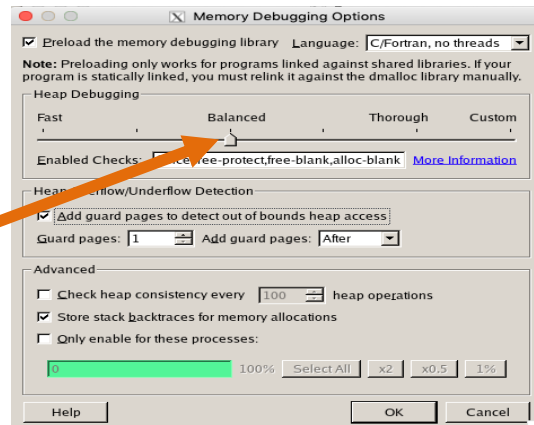 Memory Debugging Options
Preload the memory debugging library Language: C/Fortran, no threads
Note: Preloading only works for programs linked against shared libraries. If your
program is statically linked, you must relink it against the dmalloc library manually.
Heap Debugging
Fast Balanced Thorough Custom
Enabled Checks: free-protect,free-blank,alloc-blank More Information
Heap Overflow/Underflow Detection
Add guard pages to detect out of bounds heap access
Guard pages: 1 Add guard pages: After
Advanced
Check heap consistency every 100 heap operations
Store stack backtraces for memory allocations
Only enable for these processes:
0 100% Select All x2 x0.5 1%
Help OK Cancel